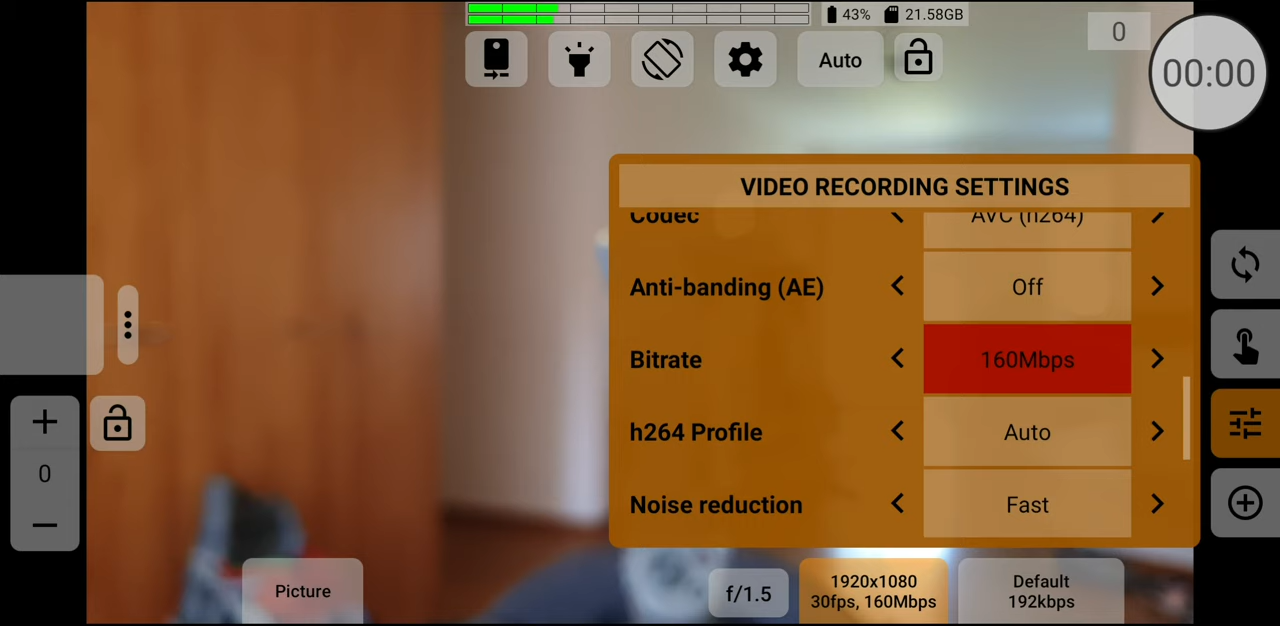 43%
21.58GB
0
00:00
Auto
VIDEO RECORDING SETTINGS
Codec
AVC (h264)
Anti-banding (AE)
Off
Bitrate
160Mbps
h264 Profile
Auto
Noise reduction
Fast
0
Picture
f/1.5
1920x1080
30fps, 160Mbps
Default
192kbps